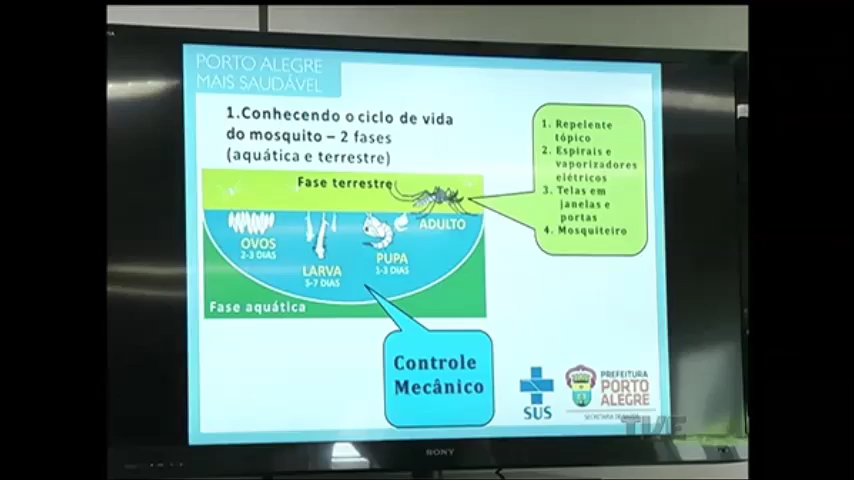 PORTO ALEGRE
MAIS SAUDÁVEL
1.Conhecendo o ciclo de vida
do mosquito – 2 fases
(aquática e terrestre)
1. Repelente
tópico
2. Espirais e
vaporizadores
elétricos
3. Telas em
janelas e
portas
4. Mosquiteiro
Fase terrestre
ADULTO
OVOS
2-3 DIAS
LARVA
5-7 DIAS
PUPA
1-3 DIAS
Fase aquática
Controle
Mecânico
SUS
PREFEITURA
PORTO
ALEGRE
TVE
SONY